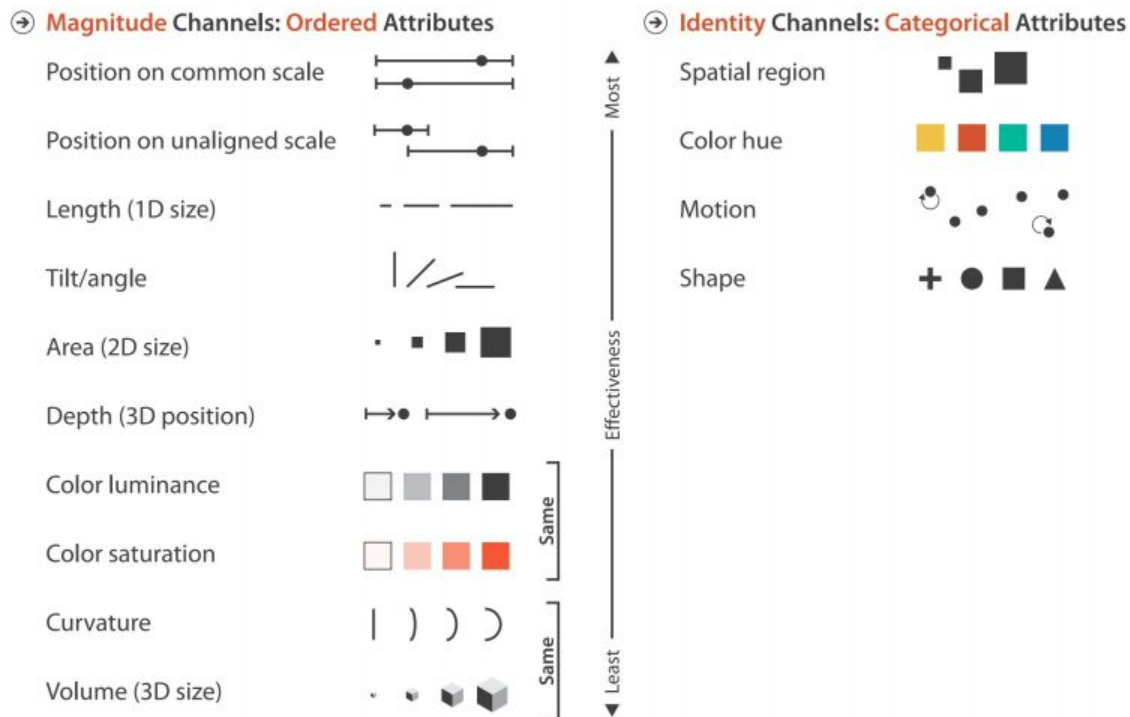 Magnitude Channels: Ordered Attributes
Position on common scale
Position on unaligned scale
Length (1D size)
Tilt/angle
Area (2D size)
Depth (3D position)
Color luminance
Color saturation
Curvature
Volume (3D size)
Same
Same
Most
Effectiveness
Least
Identity Channels: Categorical Attributes
Spatial region
Color hue
Motion
Shape